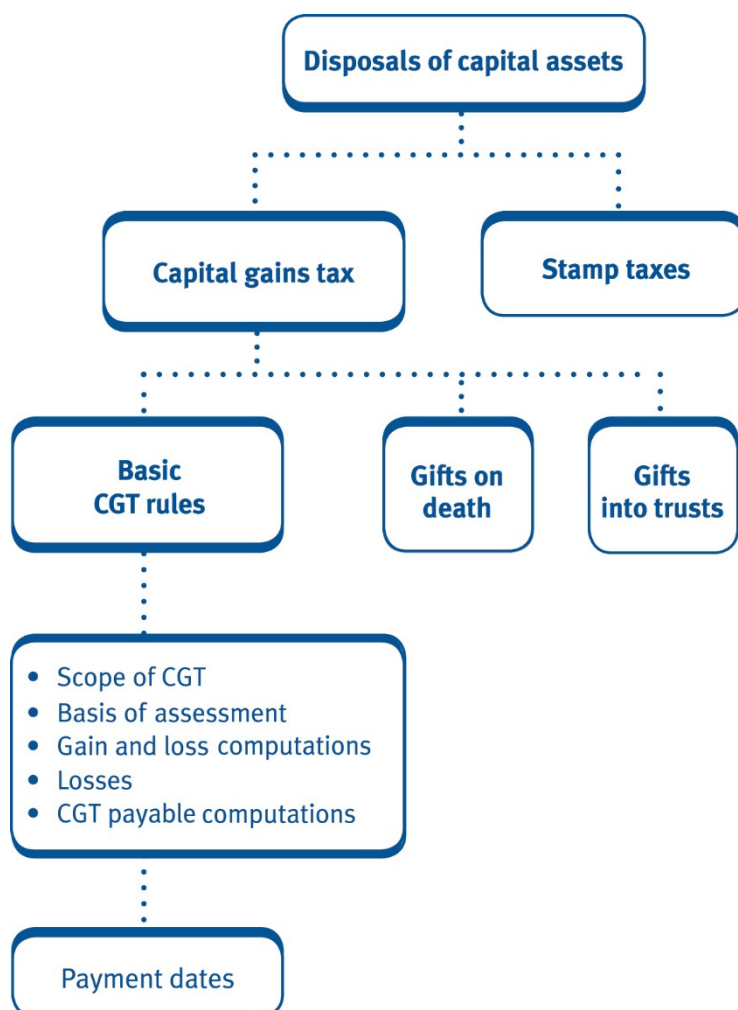 Disposals of capital assets
Capital gains tax
Stamp taxes
Basic
CGT rules
Gifts on
death
Gifts
into trusts
• Scope of CGT
• Basis of assessment
• Gain and loss computations
• Losses
• CGT payable computations
Payment dates